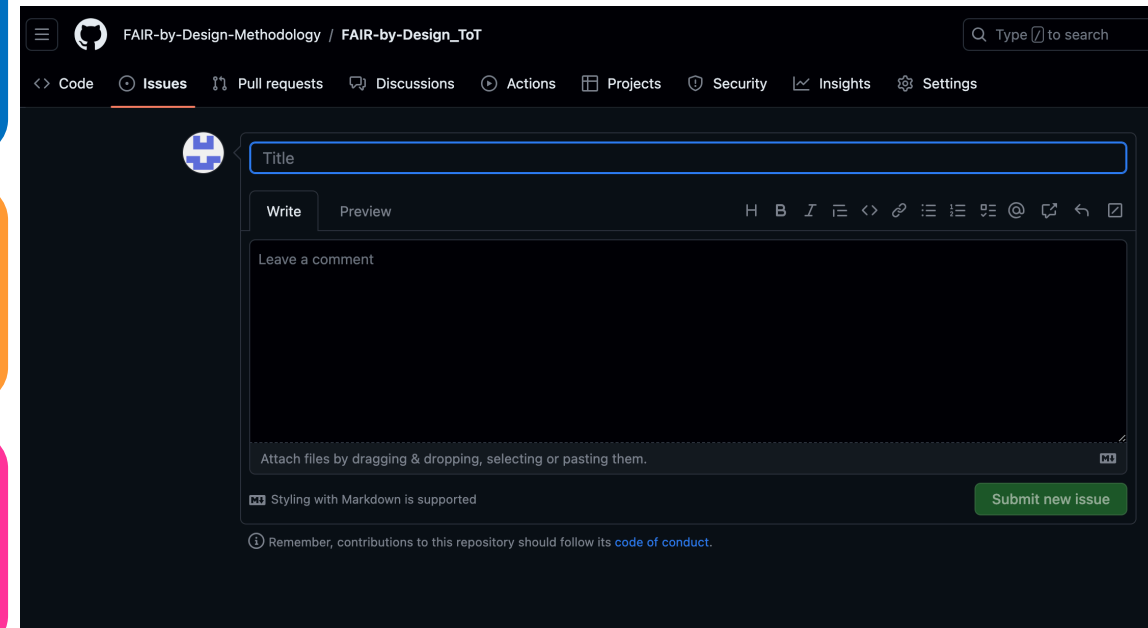 FAIR-by-Design-Methodology / FAIR-by-Design_ToT
Type / to search
Code Issues Pull requests Discussions Actions Projects Security Insights Settings
Title
Write Preview
H B I <> @
Leave a comment
Attach files by dragging & dropping, selecting or pasting them.
Styling with Markdown is supported
Submit new issue
Remember, contributions to this repository should follow its code of conduct.